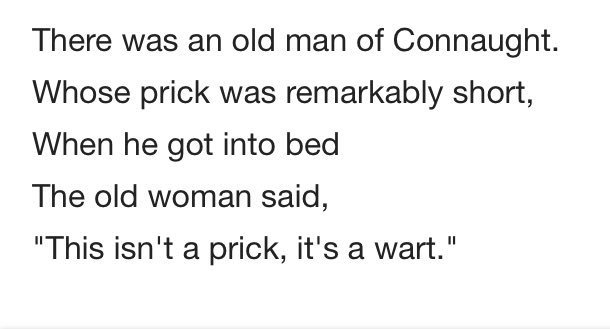 There was an old man of Connaught.
Whose prick was remarkably short,
When he got into bed
The old woman said,
"This isn't a prick, it's a wart."